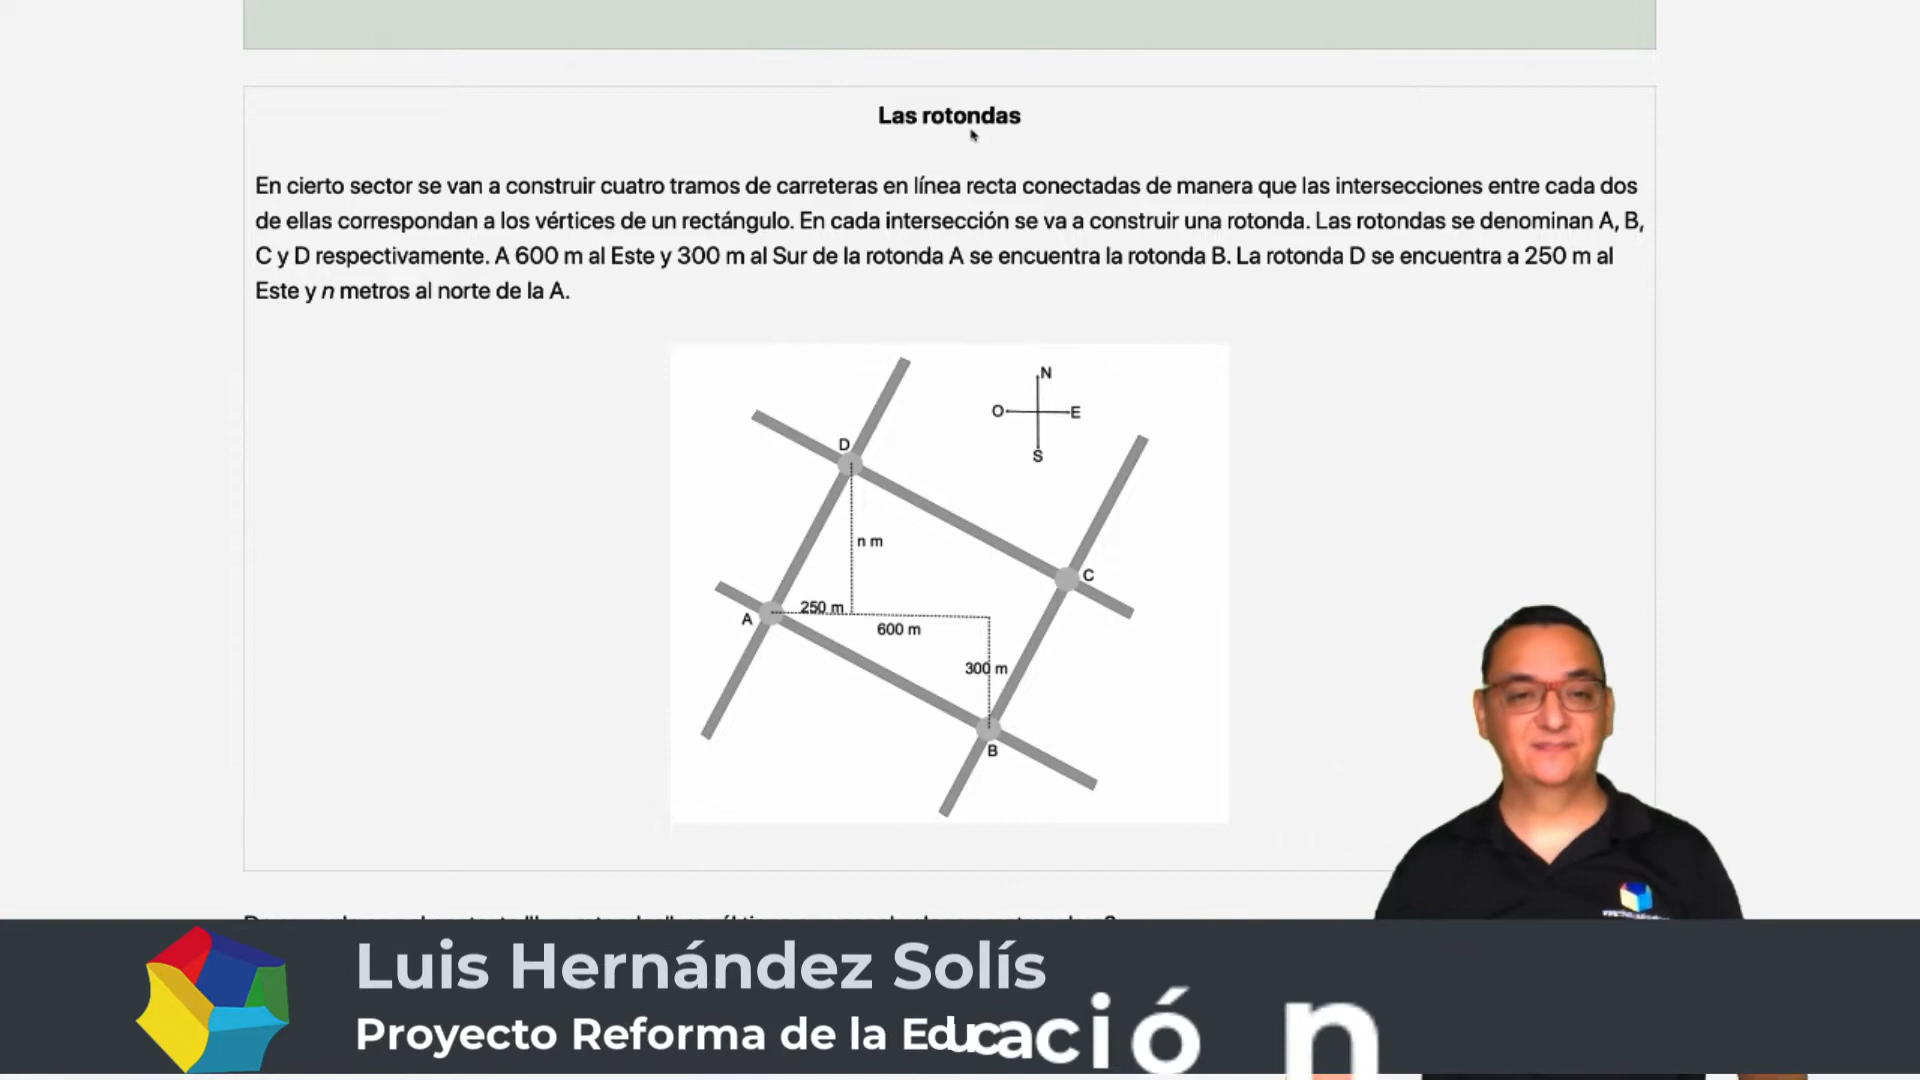 Las rotondas
En cierto sector se van a construir cuatro tramos de carreteras en línea recta conectadas de manera que las intersecciones entre cada dos
de ellas correspondan a los vértices de un rectángulo. En cada intersección se va a construir una rotonda. Las rotondas se denominan A, B,
C y D respectivamente. A 600 m al Este y 300 m al Sur de la rotonda A se encuentra la rotonda B. La rotonda D se encuentra a 250 m al
Este y n metros al norte de la A.
N
O
E
S
D
n m
C
250 m
A
600 m
300 m
B
Luis Hernández Solís
Proyecto Reforma de la Educación